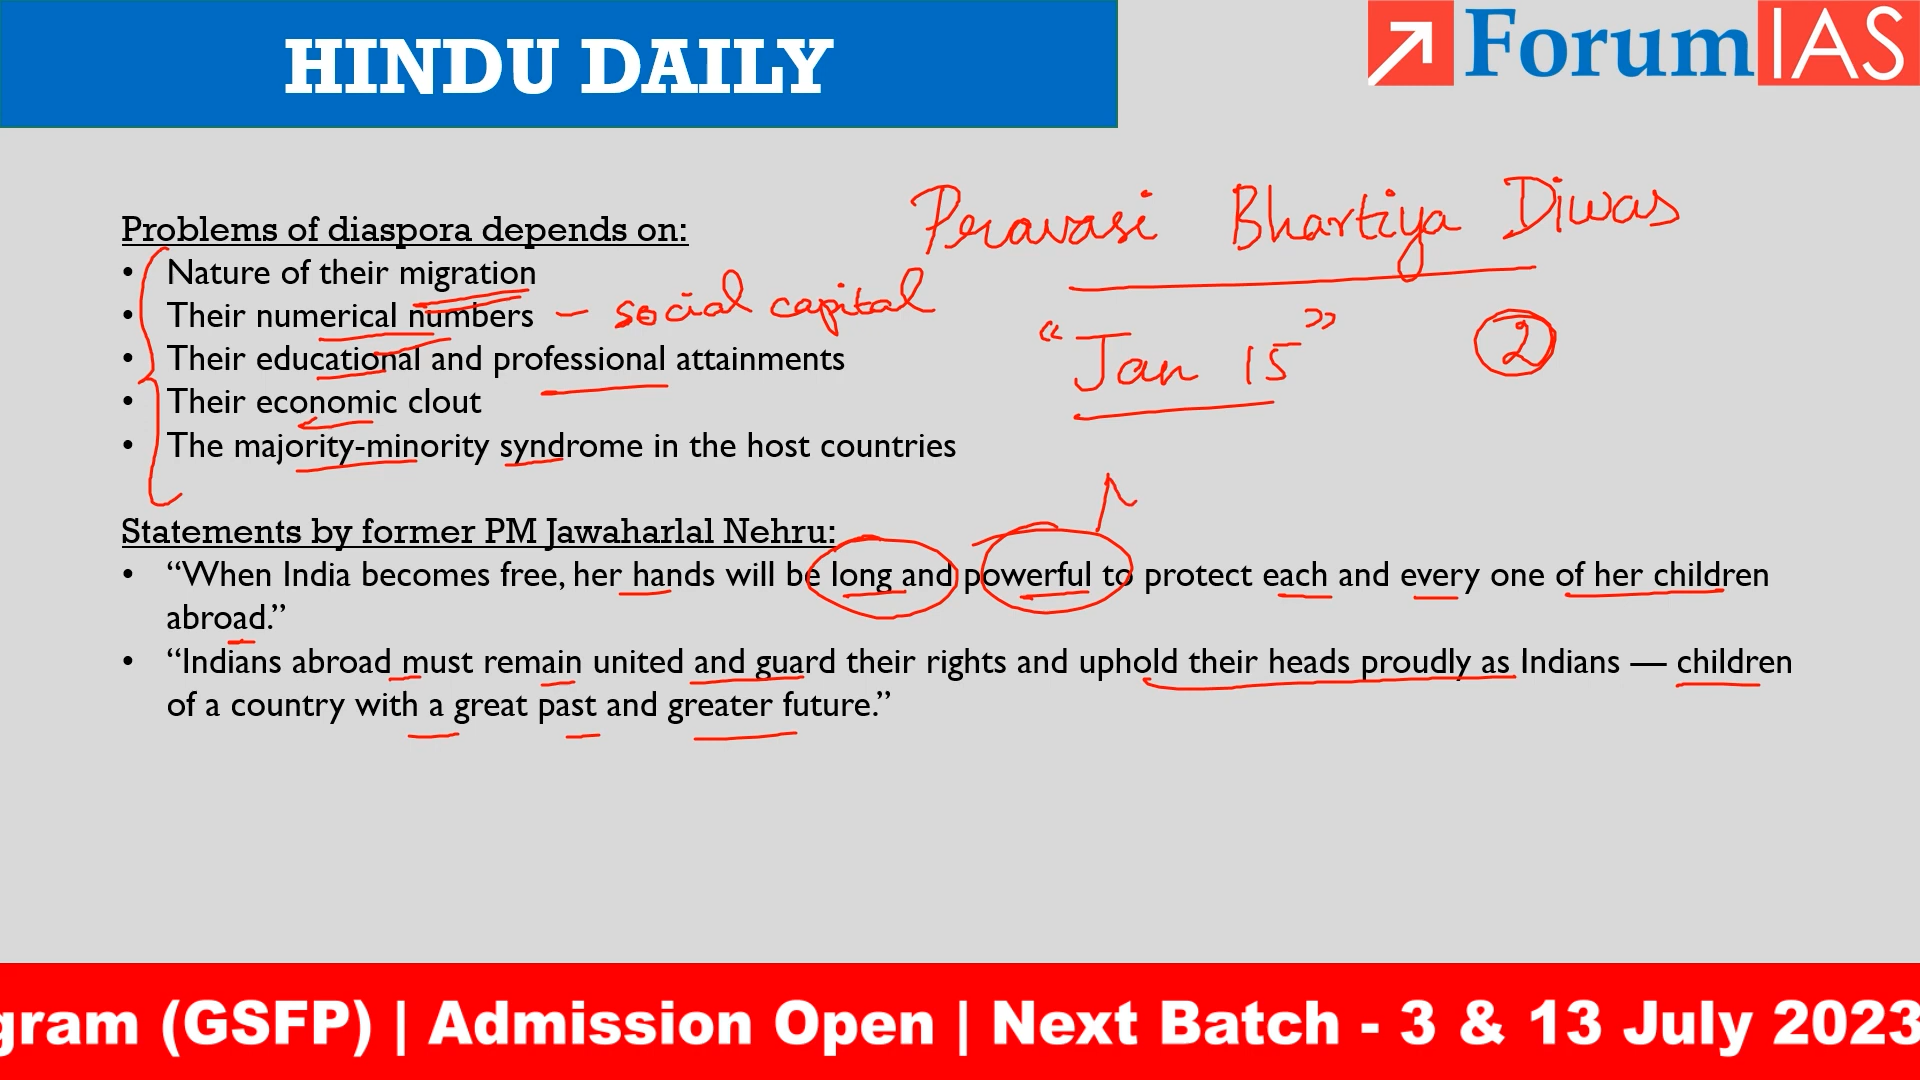 HINDU DAILY
Forum IAS
Pravasi Bhartiya Diwas
Problems of diaspora depends on:
• Nature of their migration
• Their numerical numbers – social capital
“Jan 15”
2
• Their educational and professional attainments
• Their economic clout
• The majority-minority syndrome in the host countries
Statements by former PM Jawaharlal Nehru:
• “When India becomes free, her hands will be long and powerful to protect each and every one of her children
abroad.”
• “Indians abroad must remain united and guard their rights and uphold their heads proudly as Indians — children
of a country with a great past and greater future.”
gram (GSFP) | Admission Open | Next Batch - 3 & 13 July 2023